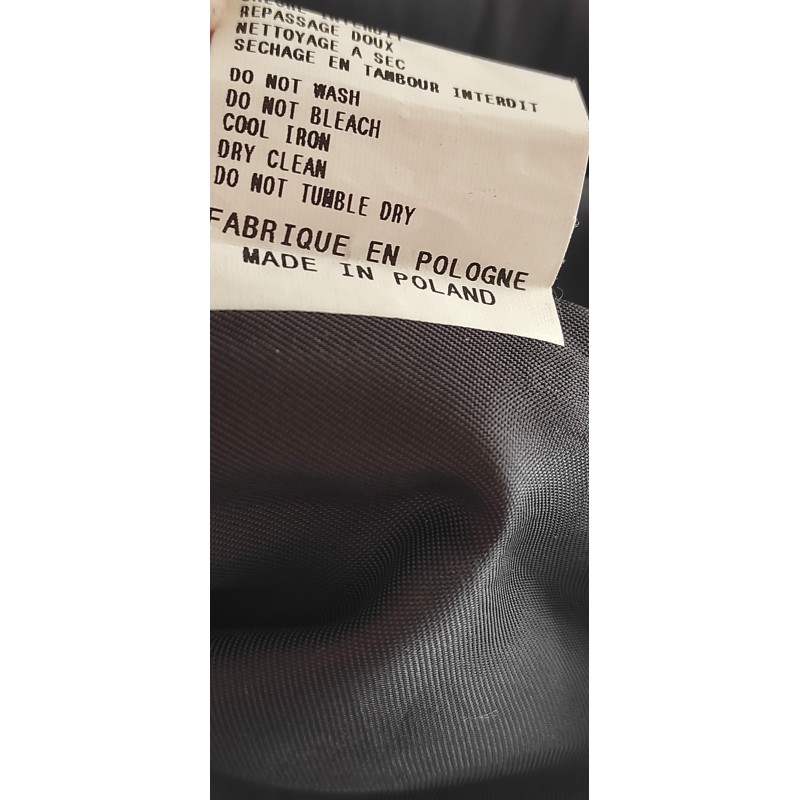 INTERDIT
REPASSAGE DOUX
NETTOYAGE A SEC
SECHAGE EN TAMBOUR INTERDIT
DO NOT WASH
DO NOT BLEACH
COOL IRON
DRY CLEAN
DO NOT TUMBLE DRY
FABRIQUE EN POLOGNE
MADE IN POLAND